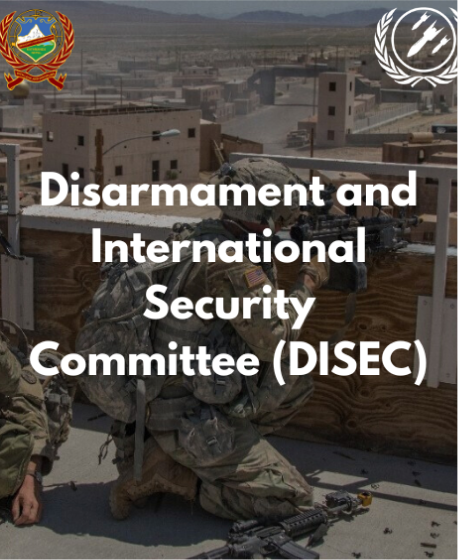 Disarmament and
International
Security
Committee (DISEC)